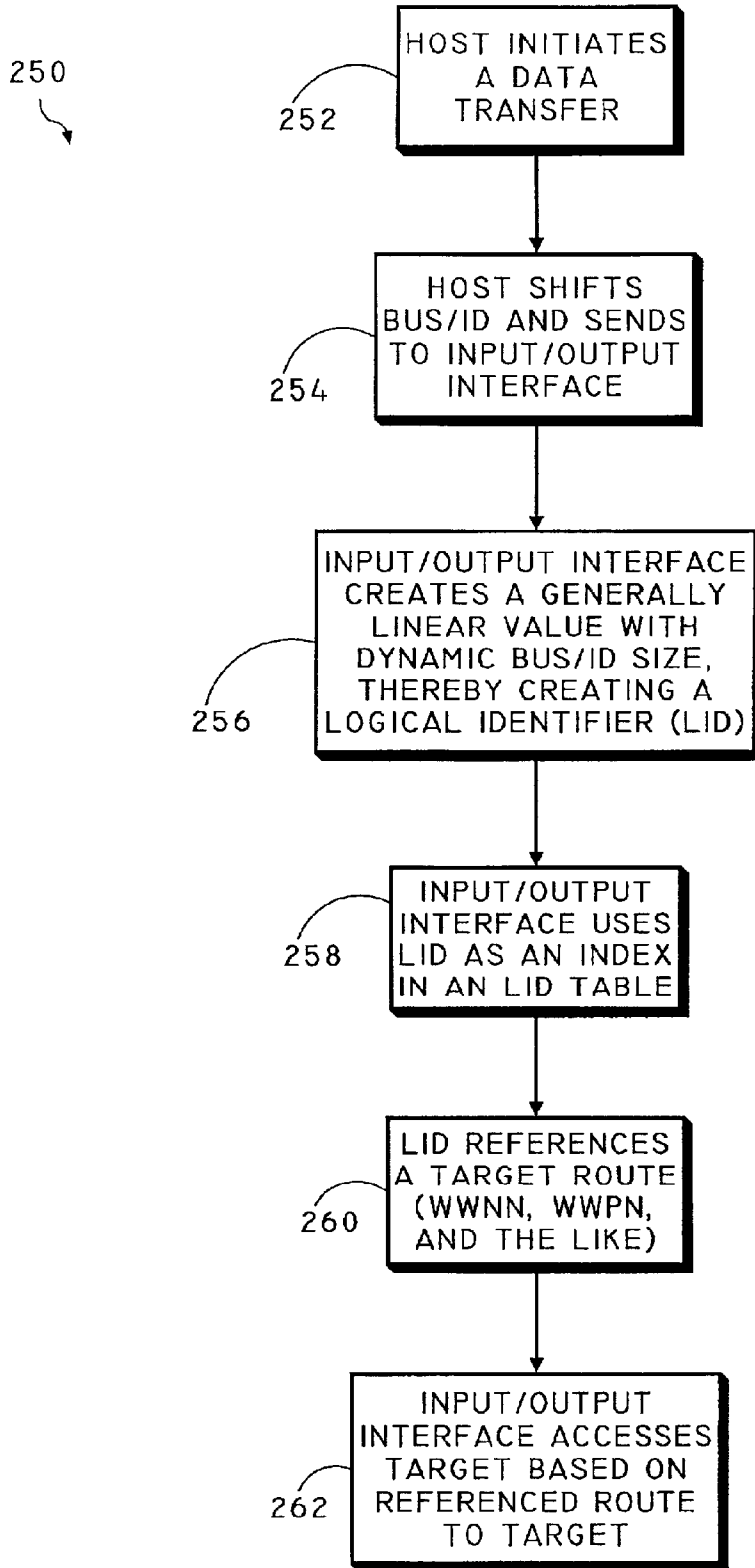 250
HOST INITIATES
A DATA
TRANSFER
252
HOST SHIFTS
BUS/ID AND SENDS
TO INPUT/OUTPUT
INTERFACE
254
INPUT/OUTPUT INTERFACE
CREATES A GENERALLY
LINEAR VALUE WITH
DYNAMIC BUS/ID SIZE,
THEREBY CREATING A
LOGICAL IDENTIFIER (LID)
256
INPUT/OUTPUT
INTERFACE USES
LID AS AN INDEX
IN AN LID TABLE
258
LID REFERENCES
A TARGET ROUTE
(WWNN, WWPN,
AND THE LIKE)
260
INPUT/OUTPUT
INTERFACE ACCESSES
TARGET BASED ON
REFERENCED ROUTE
TO TARGET
262